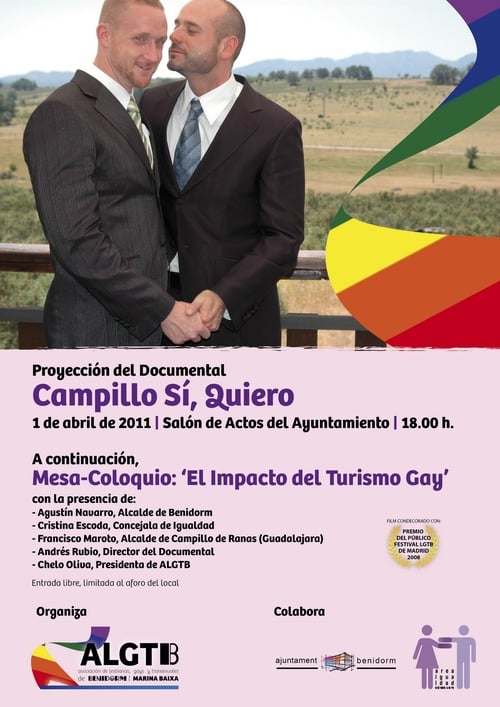 Proyección del Documental
Campillo Sí, Quiero
1 de abril de 2011 | Salón de Actos del Ayuntamiento | 18.00 h.
A continuación,
Mesa-Coloquio: ‘El Impacto del Turismo Gay’
con la presencia de:
- Agustín Navarro, Alcalde de Benidorm
- Cristina Escoda, Concejala de Igualdad
- Francisco Maroto, Alcalde de Campillo de Ranas (Guadalajara)
- Andrés Rubio, Director del Documental
- Chelo Oliva, Presidenta de ALGTB
Entrada libre, limitada al aforo del local
FILM CONDECORADO CON:
PREMIO
DEL PÚBLICO
FESTIVAL LGTB
DE MADRID
2008
Organiza
ALGTB
asociación de lesbianas, gays y transexuales
de BENIDORM | MARINA BAIXA
Colabora
ajuntament benidorm
area
igua
ldad
BENIDORM